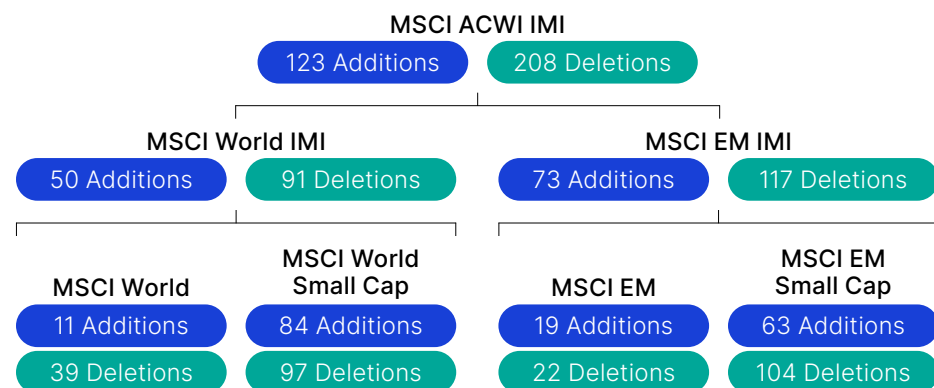 MSCI ACWI IMI
123 Additions
208 Deletions
MSCI World IMI
50 Additions
91 Deletions
MSCI EM IMI
73 Additions
117 Deletions
MSCI World
11 Additions
39 Deletions
MSCI World
Small Cap
84 Additions
97 Deletions
MSCI EM
19 Additions
22 Deletions
MSCI EM
Small Cap
63 Additions
104 Deletions